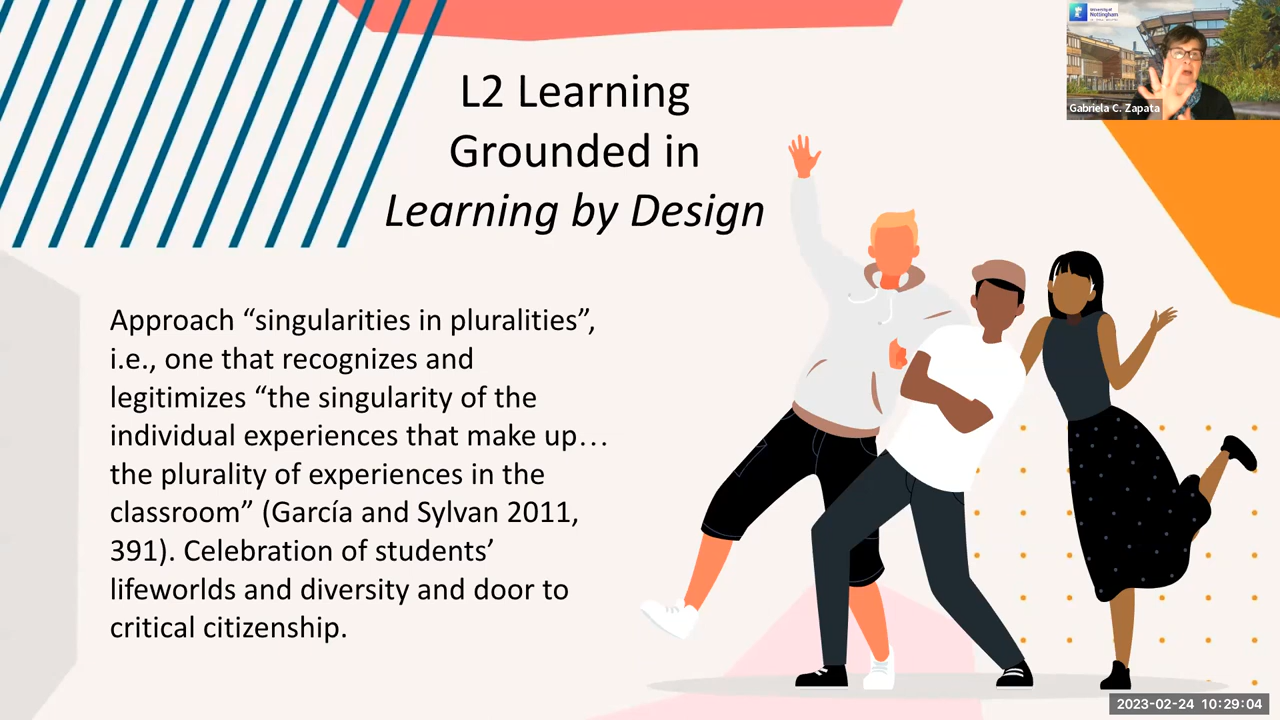 L2 Learning
Grounded in
Learning by Design
Approach “singularities in pluralities”,
i.e., one that recognizes and
legitimizes “the singularity of the
individual experiences that make up…
the plurality of experiences in the
classroom” (García and Sylvan 2011,
391). Celebration of students’
lifeworlds and diversity and door to
critical citizenship.
University of
Nottingham
Gabriela C. Zapata
2023-02-24 10:29:04